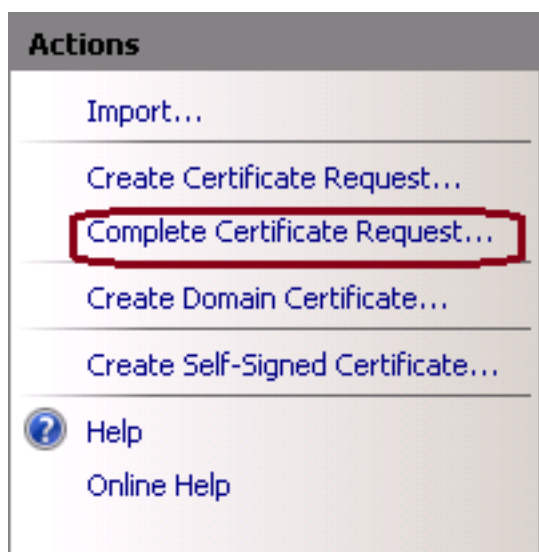 Actions
Import...
Create Certificate Request...
Complete Certificate Request...
Create Domain Certificate...
Create Self-Signed Certificate...
Help
Online Help